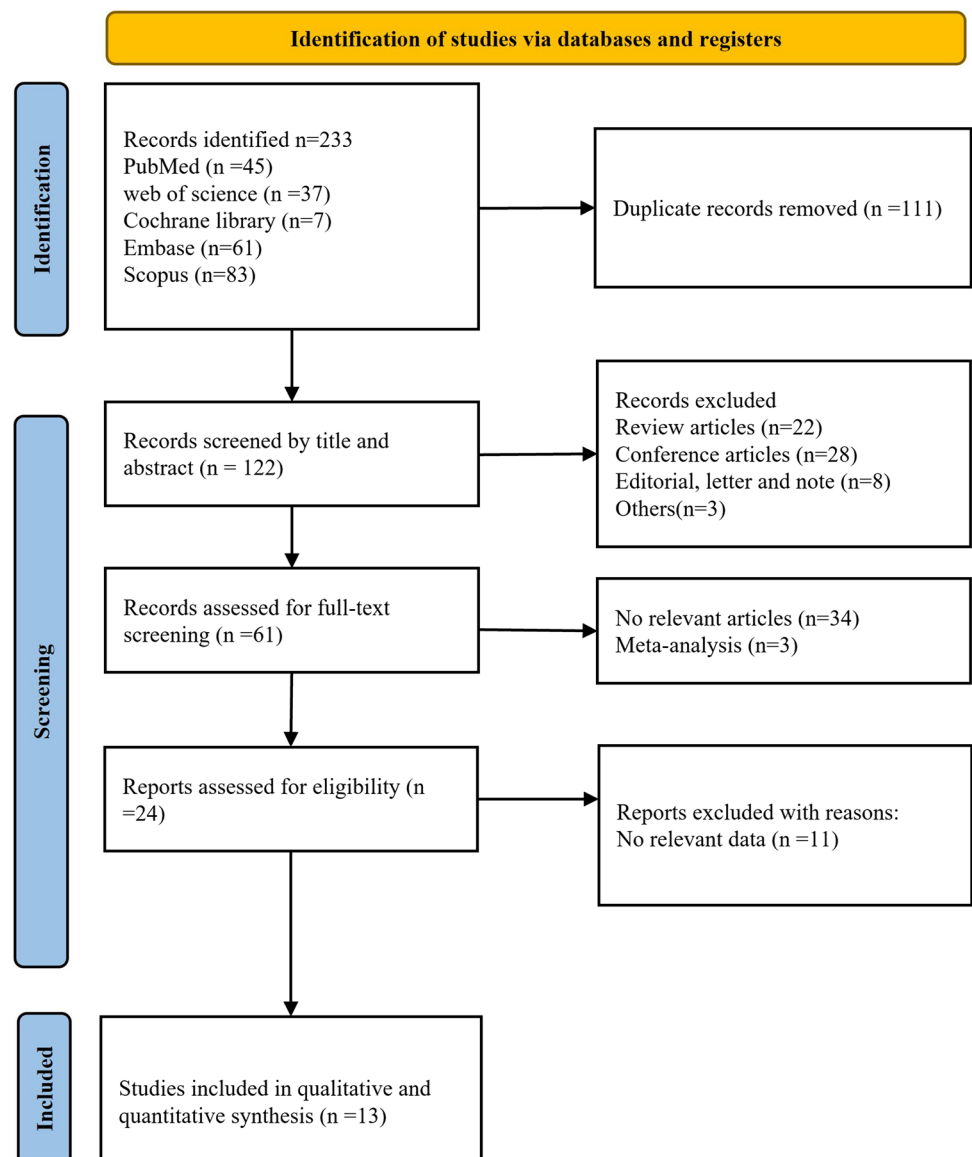 Identification of studies via databases and registers
Identification
Records identified n=233
PubMed (n =45)
web of science (n =37)
Cochrane library (n=7)
Embase (n=61)
Scopus (n=83)
Duplicate records removed (n =111)
Screening
Records screened by title and
abstract (n = 122)
Records excluded
Review articles (n=22)
Conference articles (n=28)
Editorial, letter and note (n=8)
Others(n=3)
Records assessed for full-text
screening (n =61)
No relevant articles (n=34)
Meta-analysis (n=3)
Reports assessed for eligibility (n
=24)
Reports excluded with reasons:
No relevant data (n =11)
Included
Studies included in qualitative and
quantitative synthesis (n =13)